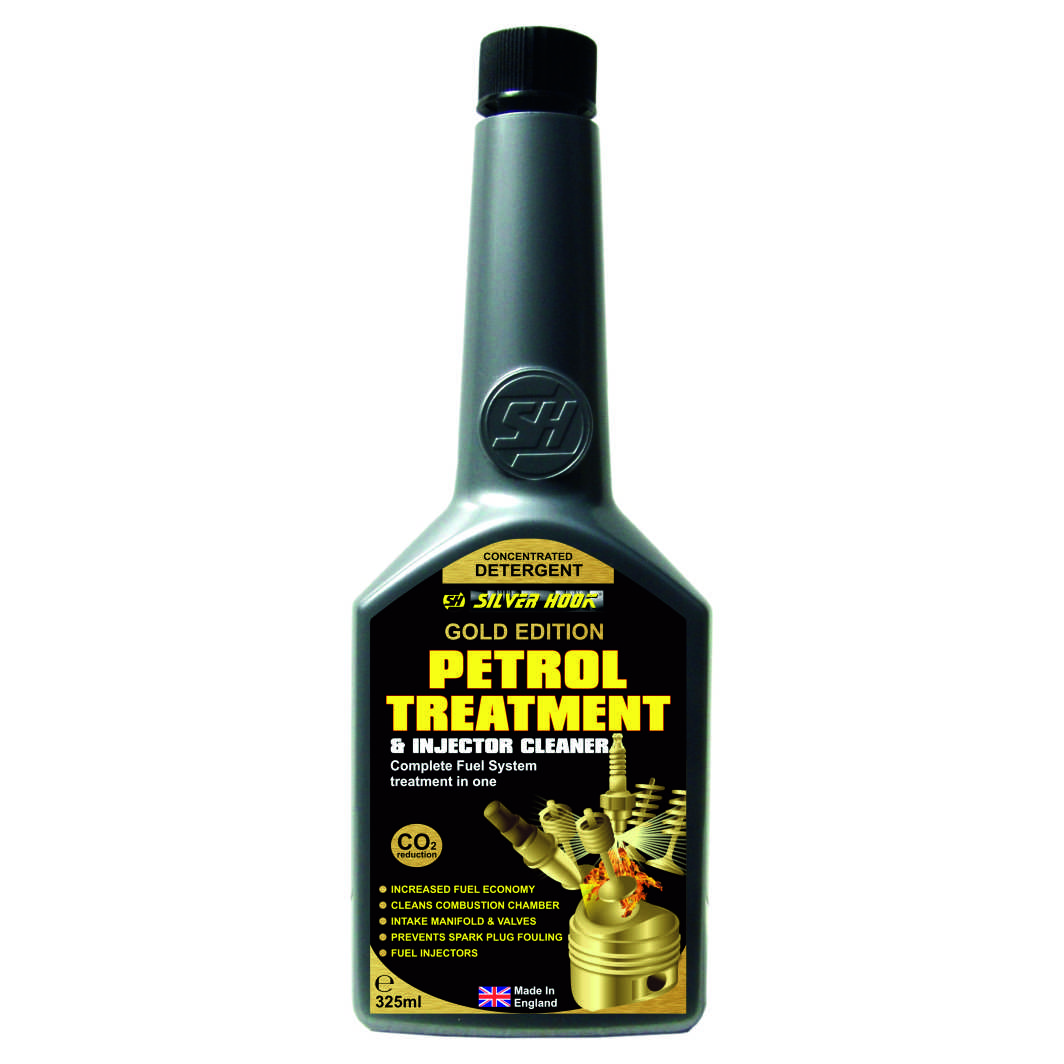 SH
CONCENTRATED
DETERGENT
SH SILVER HOOK
GOLD EDITION
PETROL
TREATMENT
& INJECTOR CLEANER
Complete Fuel System
treatment in one
CO₂
reduction
INCREASED FUEL ECONOMY
CLEANS COMBUSTION CHAMBER
INTAKE MANIFOLD & VALVES
PREVENTS SPARK PLUG FOULING
FUEL INJECTORS
℮
325ml
Made In
England